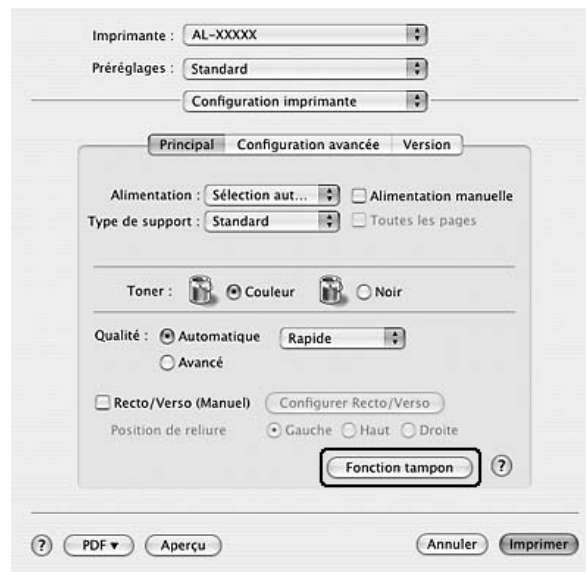 Imprimante : AL-XXXXX
Préréglages : Standard
Configuration imprimante
Principal Configuration avancée Version
Alimentation : Sélection aut... Alimentation manuelle
Type de support : Standard Toutes les pages
Toner : Couleur Noir
Qualité : Automatique Rapide
Avancé
Recto/Verso (Manuel) Configurer Recto/Verso
Position de reliure Gauche Haut Droite
Fonction tampon ?
? PDF ▼ Aperçu Annuler Imprimer